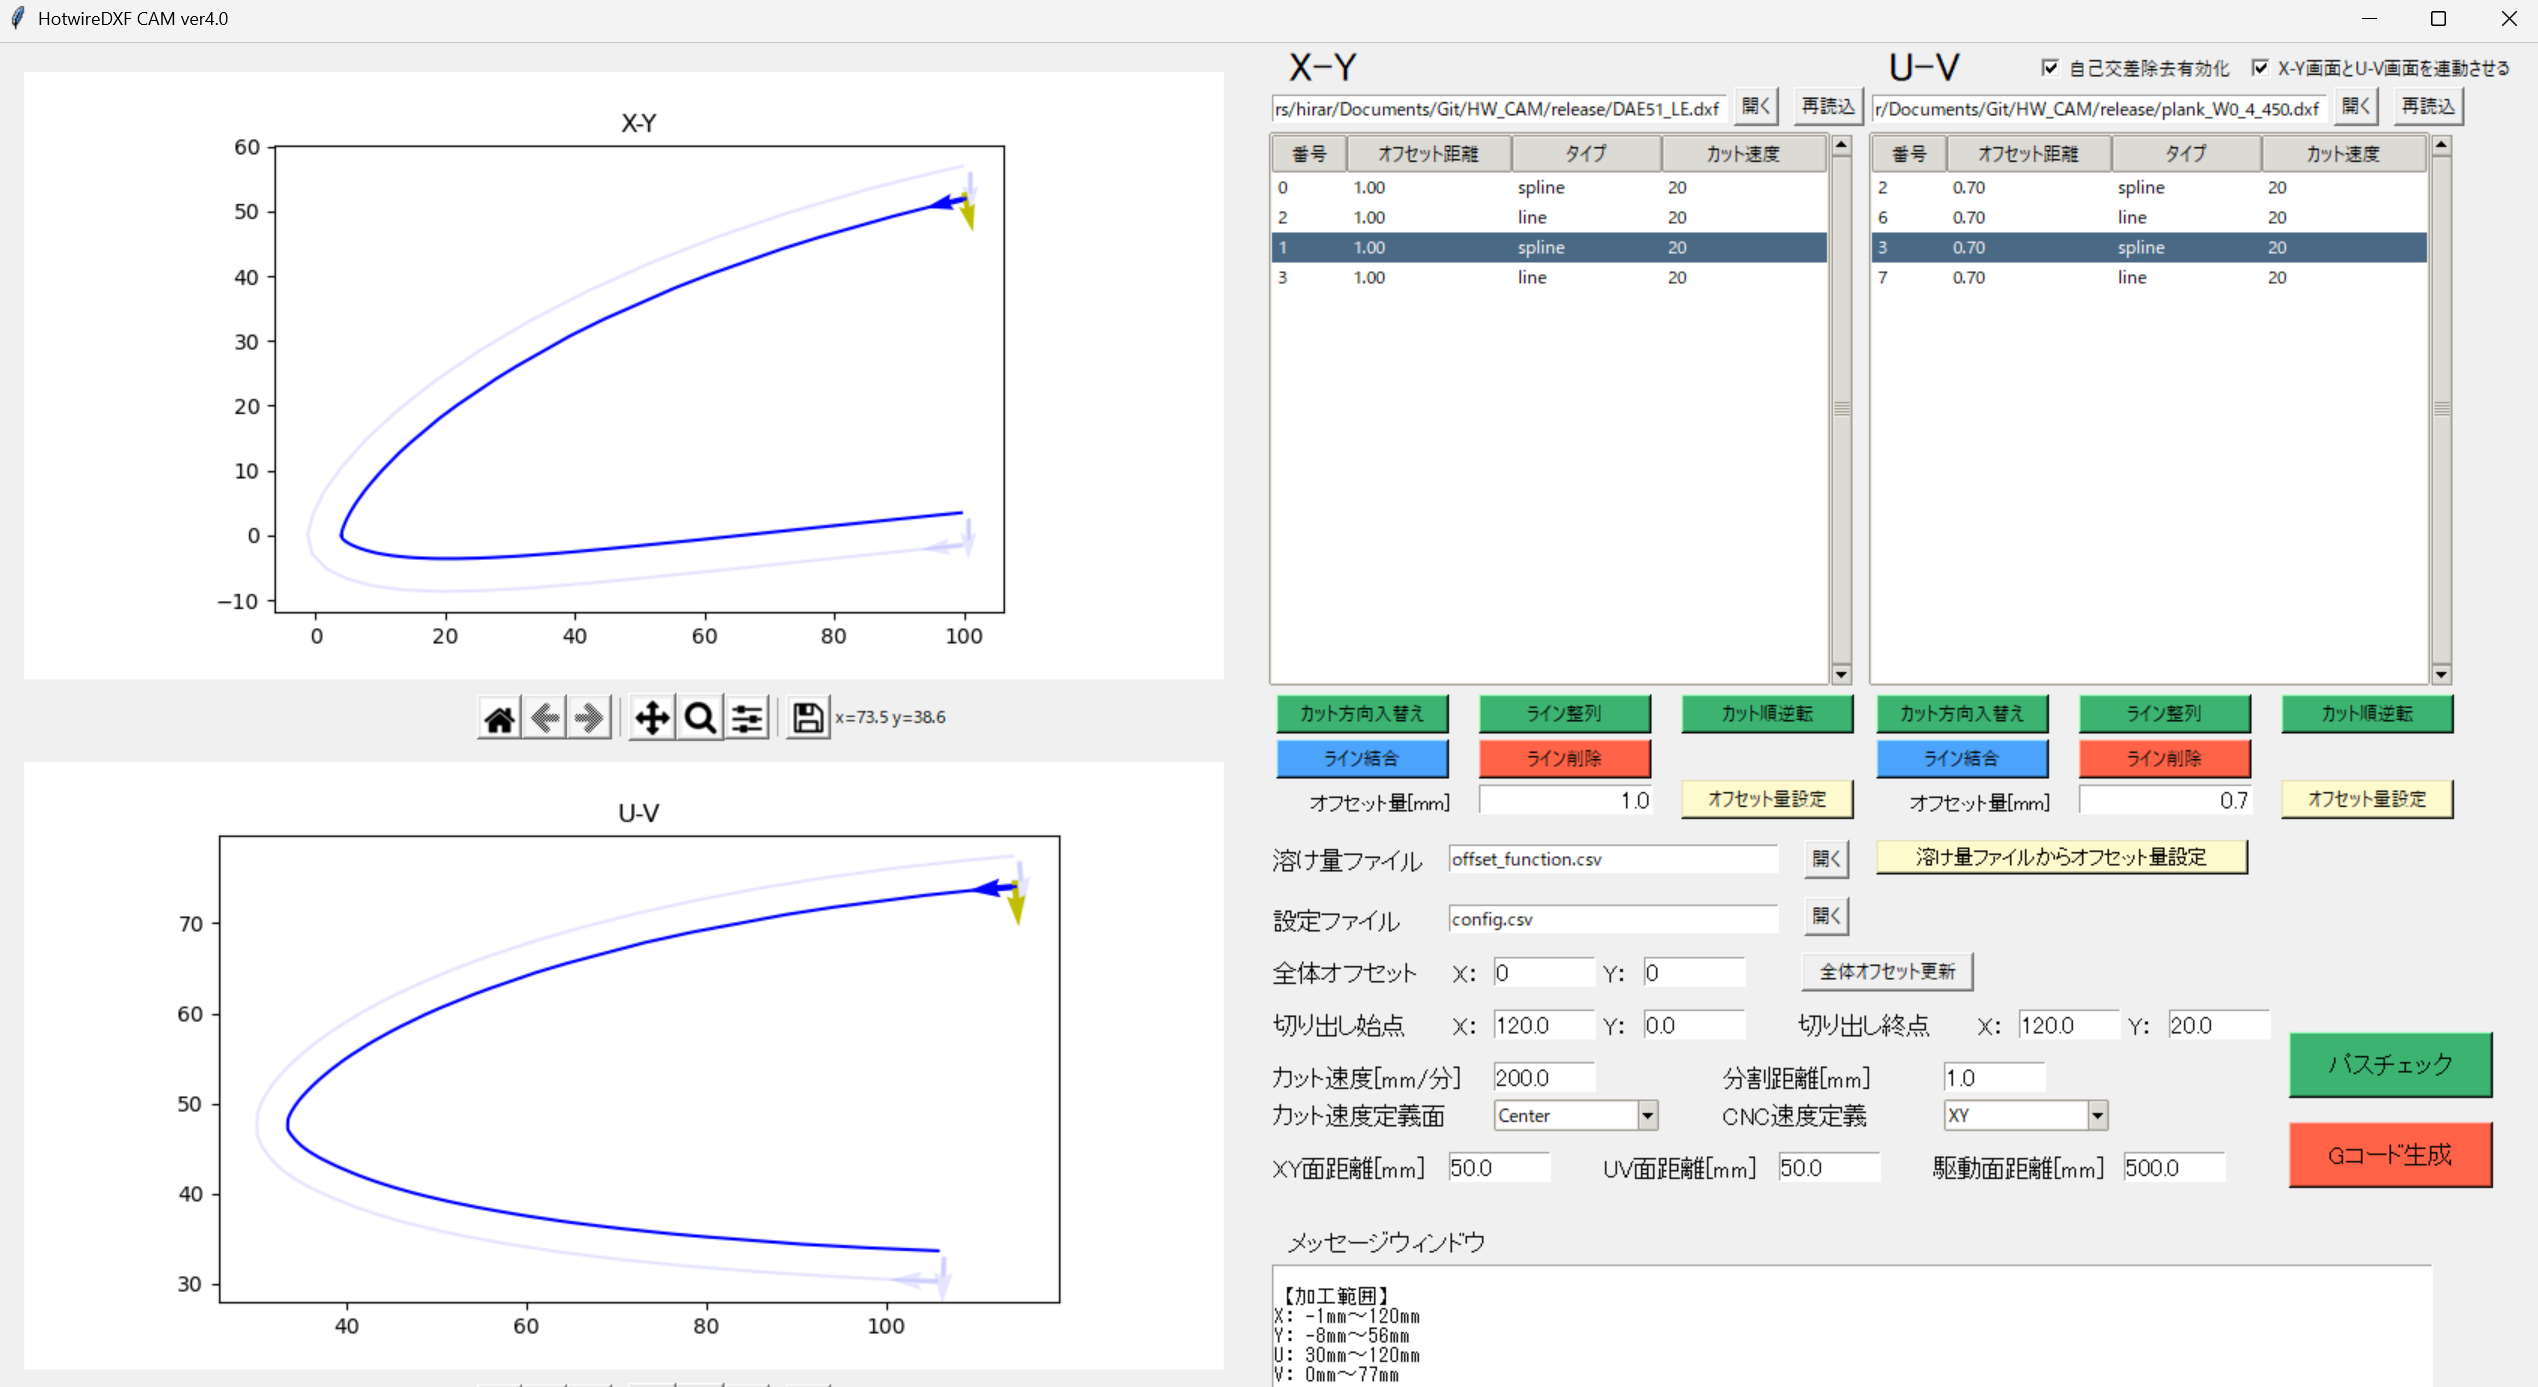 HotwireDXF CAM ver4.0
X-Y
60
50
40
30
20
10
0
−10
0 20 40 60 80 100
x=73.5 y=38.6
U-V
70
60
50
40
30
40 60 80 100
X-Y
rs/hirar/Documents/Git/HW_CAM/release/DAE51_LE.dxf 開く 再読込
番号 オフセット距離 タイプ カット速度
0 1.00 spline 20
2 1.00 line 20
1 1.00 spline 20
3 1.00 line 20
カット方向入替え ライン整列 カット順逆転
ライン結合 ライン削除
オフセット量[mm] 1.0 オフセット量設定
U-V 自己交差除去有効化 X-Y画面とU-V画面を連動させる
r/Documents/Git/HW_CAM/release/plank_W0_4_450.dxf 開く 再読込
番号 オフセット距離 タイプ カット速度
2 0.70 spline 20
6 0.70 line 20
3 0.70 spline 20
7 0.70 line 20
カット方向入替え ライン整列 カット順逆転
ライン結合 ライン削除
オフセット量[mm] 0.7 オフセット量設定
溶け量ファイル offset_function.csv 開く 溶け量ファイルからオフセット量設定
設定ファイル config.csv 開く
全体オフセット X: 0 Y: 0 全体オフセット更新
切り出し始点 X: 120.0 Y: 0.0 切り出し終点 X: 120.0 Y: 20.0
カット速度[mm/分] 200.0 分割距離[mm] 1.0 パスチェック
カット速度定義面 Center CNC速度定義 XY
XY面距離[mm] 50.0 UV面距離[mm] 50.0 駆動面距離[mm] 500.0 Gコード生成
メッセージウィンドウ
【加工範囲】
X: -1mm～120mm
Y: -8mm～56mm
U: 30mm～120mm
V: 0mm～77mm